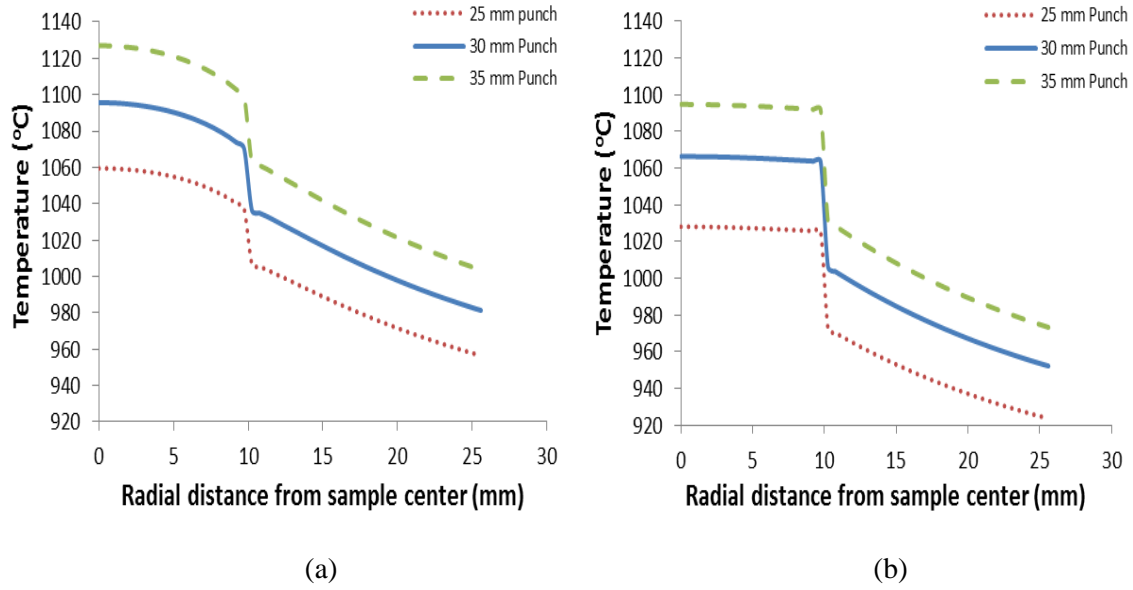 1140
1120
1100
1080
1060
1040
1020
1000
980
960
940
920
Temperature (°C)
0 5 10 15 20 25 30
Radial distance from sample center (mm)
25 mm punch
30 mm Punch
35 mm Punch
(a)
1140
1120
1100
1080
1060
1040
1020
1000
980
960
940
920
Temperature (°C)
0 5 10 15 20 25 30
Radial distance from sample center (mm)
25 mm Punch
30 mm Punch
35 mm Punch
(b)